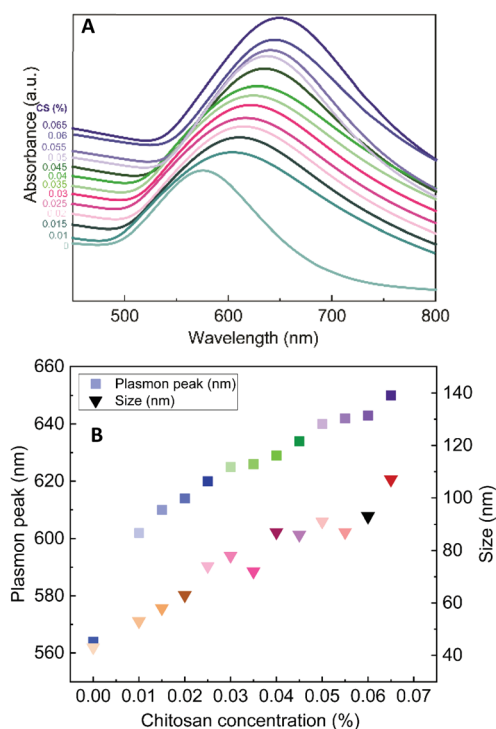 A
Absorbance (a.u.)
CS (%)
0.065
0.06
0.055
0.05
0.045
0.04
0.035
0.03
0.025
0.02
0.015
0.01
0
500 600 700 800
Wavelength (nm)
B
Plasmon peak (nm)
Size (nm)
660
640
620
600
580
560
Plasmon peak (nm)
140
120
100
80
60
40
Size (nm)
0.00 0.01 0.02 0.03 0.04 0.05 0.06 0.07
Chitosan concentration (%)